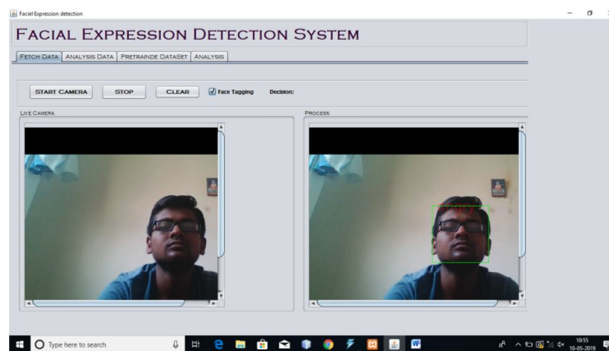 Faciel Expression detection
FACIAL EXPRESSION DETECTION SYSTEM
FETCH DATA ANALYSIS DATA PRETRAINDE DATASET ANALYSIS
START CAMERA STOP CLEAR Face Tagging Decision:
LIVE CAMERA PROCESS
Type here to search
10:55
10-05-2019